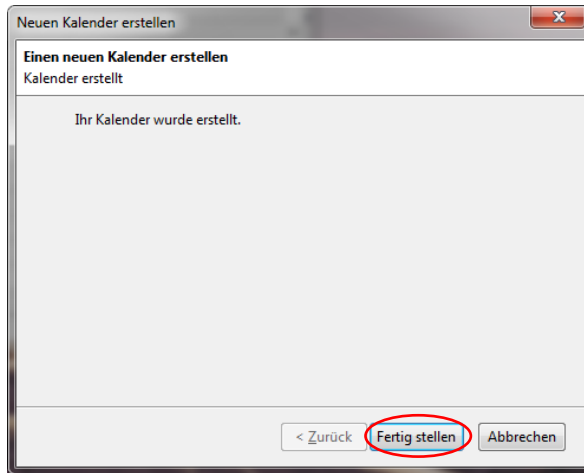 Neuen Kalender erstellen
Einen neuen Kalender erstellen
Kalender erstellt
Ihr Kalender wurde erstellt.
< Zurück Fertig stellen Abbrechen